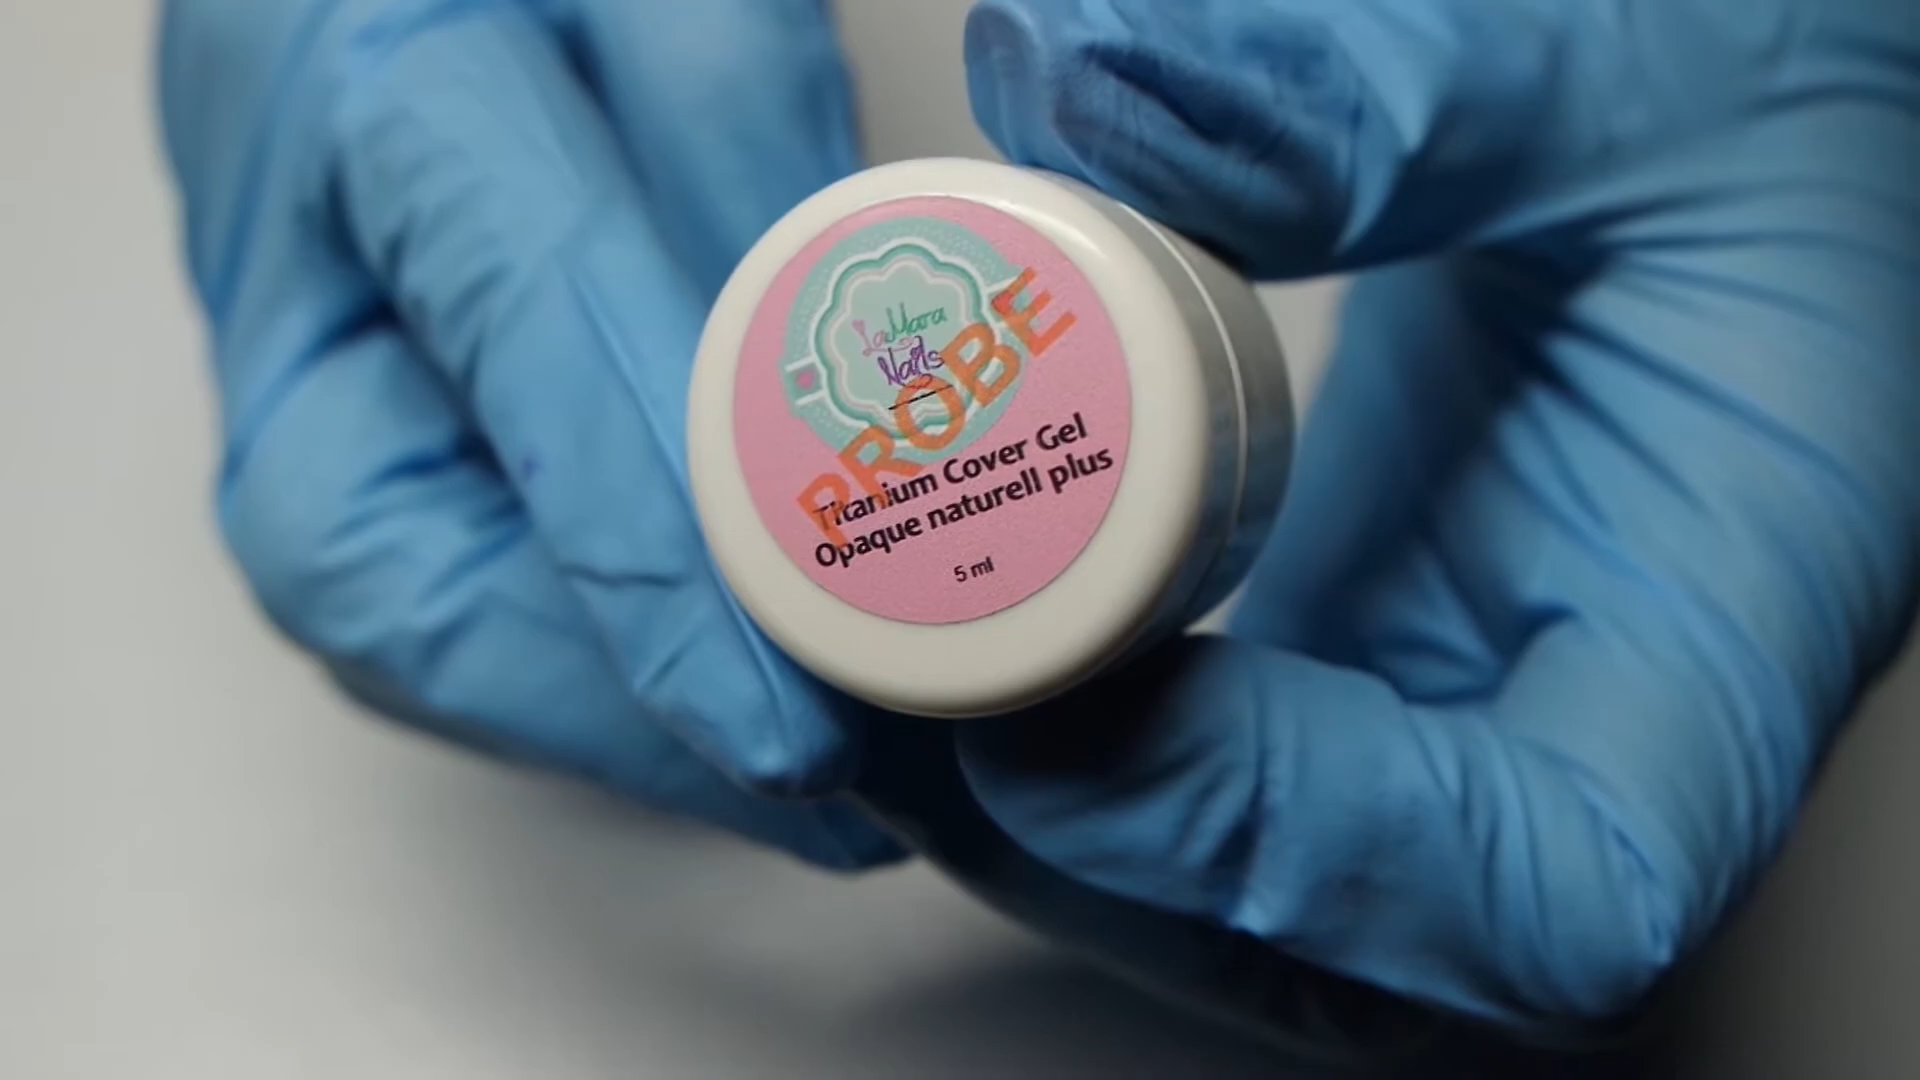 LaMara
Nails
PROBE
Titanium Cover Gel
Opaque naturell plus
5 ml